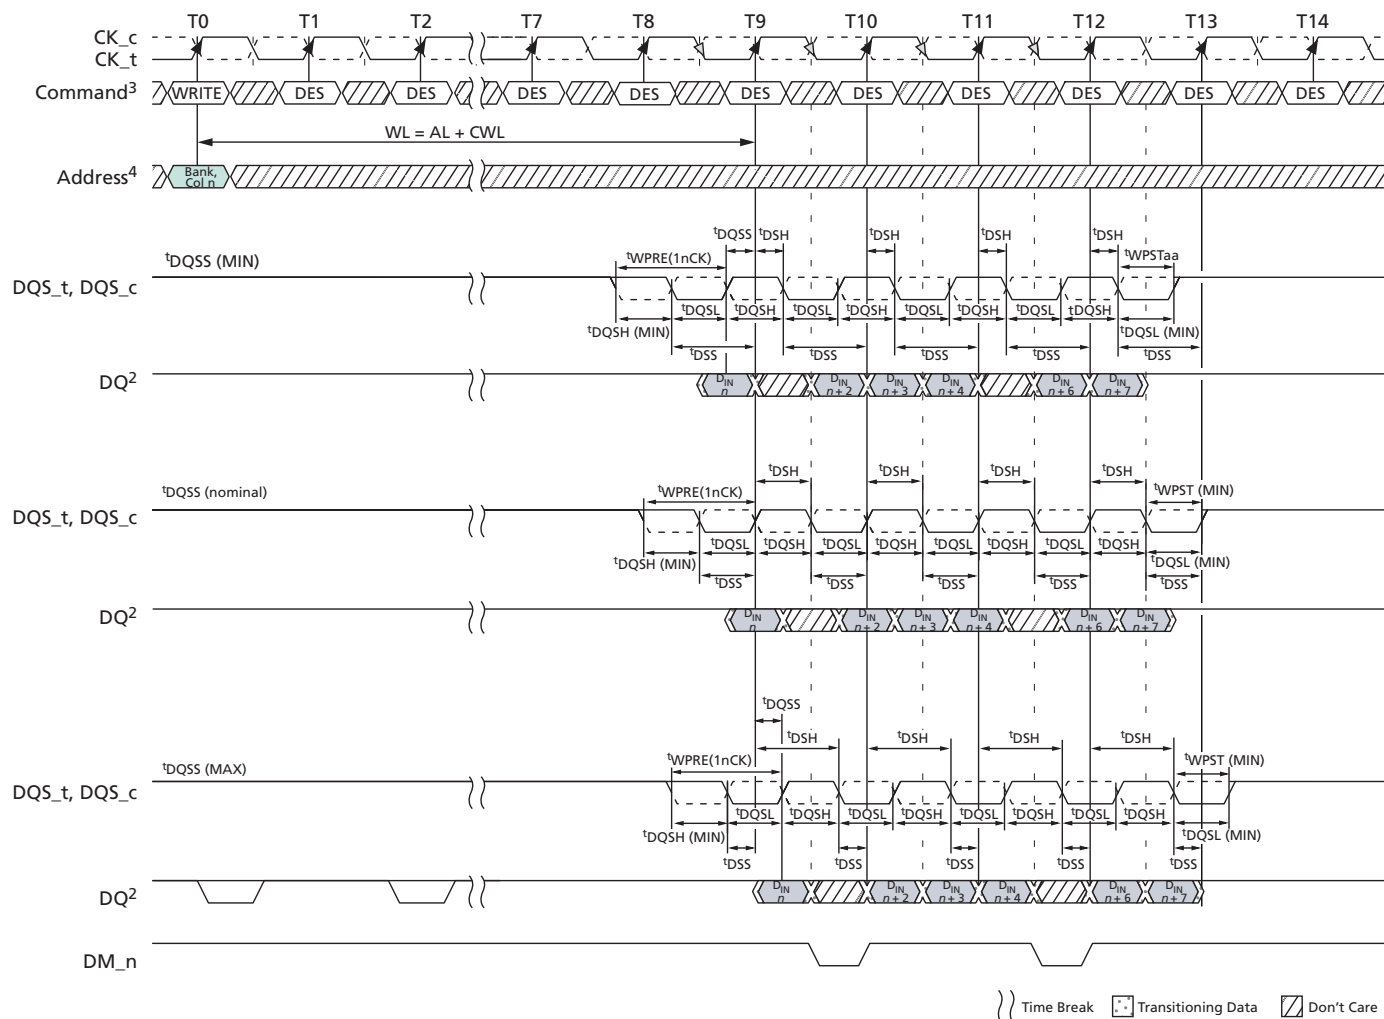 T0 T1 T2 T7 T8 T9 T10 T11 T12 T13 T14
CK_c
CK_t
Command3 WRITE DES DES DES DES DES DES DES DES DES DES
WL = AL + CWL
Address4 Bank, Col n
tDQSS tDSH tDSH tDSH tDSH
tDQSS (MIN) tWPRE(1nCK) tWPSTaa
DQS_t, DQS_c
tDQSL tDQSH tDQSL tDQSH tDQSL tDQSH tDQSL tDQSH
tDQSH (MIN) tDQSL (MIN)
tDSS tDSS tDSS tDSS tDSS
DQ2 DIN n DIN n + 2 DIN n + 3 DIN n + 4 DIN n + 6 DIN n + 7
tDSH tDSH tDSH tDSH
tDQSS (nominal) tWPRE(1nCK) tWPST (MIN)
DQS_t, DQS_c
tDQSL tDQSH tDQSL tDQSH tDQSL tDQSH tDQSL tDQSH
tDQSH (MIN) tDQSL (MIN)
tDSS tDSS tDSS tDSS tDSS
DQ2 DIN n DIN n + 2 DIN n + 3 DIN n + 4 DIN n + 6 DIN n + 7
tDQSS
tDSH tDSH tDSH tDSH
tDQSS (MAX) tWPRE(1nCK) tWPST (MIN)
DQS_t, DQS_c
tDQSL tDQSH tDQSL tDQSH tDQSL tDQSH tDQSL tDQSH
tDQSH (MIN) tDQSL (MIN)
tDSS tDSS tDSS tDSS tDSS
DQ2 DIN n DIN n + 2 DIN n + 3 DIN n + 4 DIN n + 6 DIN n + 7
DM_n
Time Break Transitioning Data Don't Care